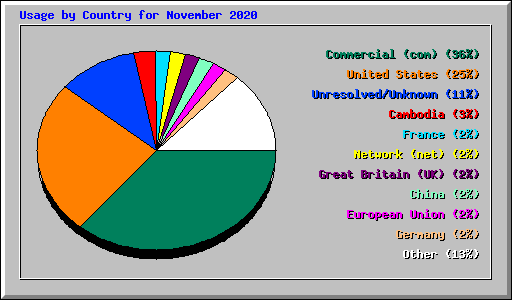 Usage by Country for November 2020
Commercial (com) (36%)
United States (25%)
Unresolved/Unknown (11%)
Cambodia (3%)
France (2%)
Network (net) (2%)
Great Britain (UK) (2%)
China (2%)
European Union (2%)
Germany (2%)
Other (13%)